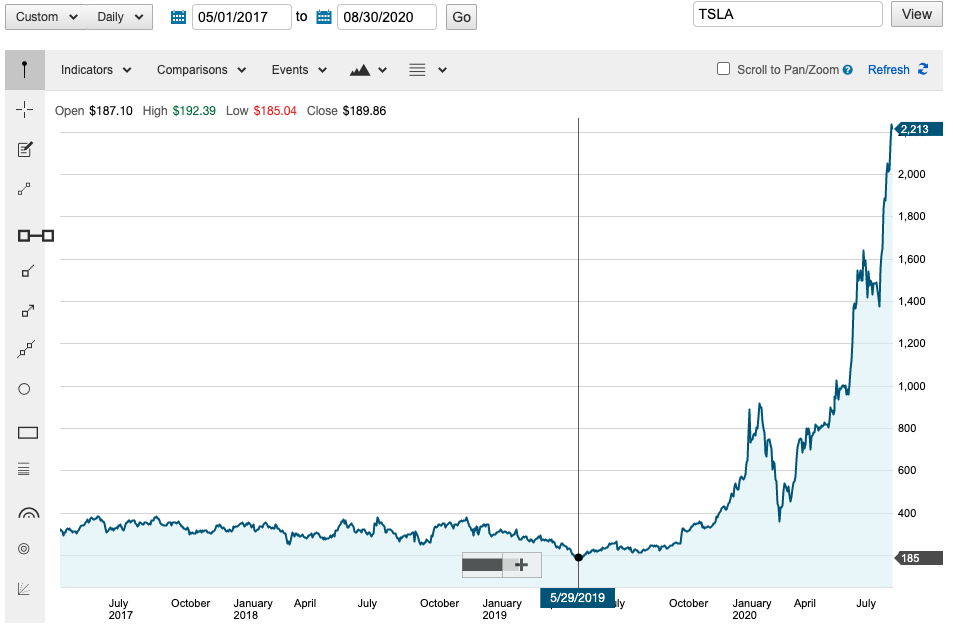 Custom Daily 05/01/2017 to 08/30/2020 Go TSLA View
Indicators Comparisons Events Scroll to Pan/Zoom ? Refresh
Open $187.10 High $192.39 Low $185.04 Close $189.86
2,213
2,000
1,800
1,600
1,400
1,200
1,000
800
600
400
185
July October January April July October January 5/29/2019 ly October January April July
2017 2018 2019 2020